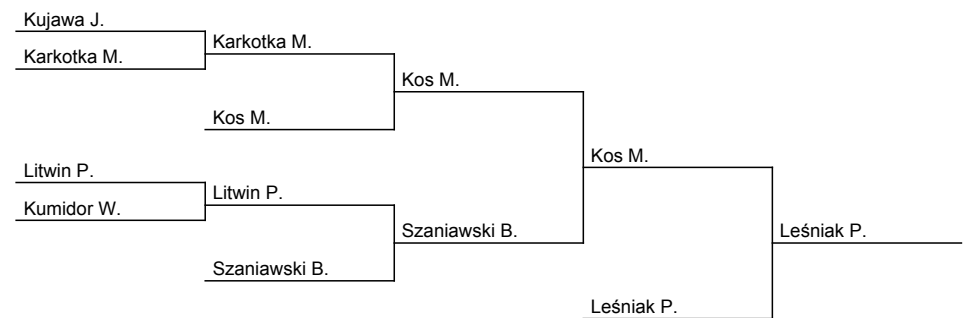 Kujawa J.
Karkotka M.
Karkotka M.
Kos M.
Kos M.
Kos M.
Litwin P.
Litwin P.
Kumidor W.
Szaniawski B.
Leśniak P.
Szaniawski B.
Leśniak P.